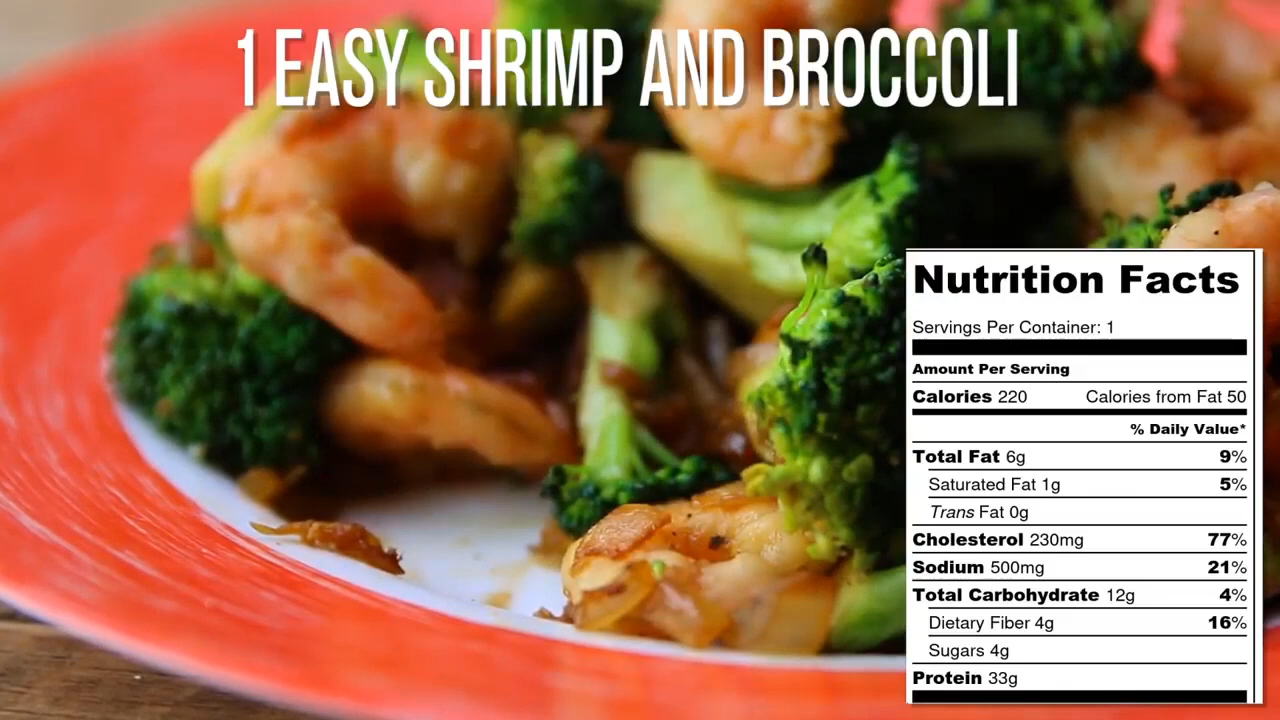 1 EASY SHRIMP AND BROCCOLI
Nutrition Facts
Servings Per Container: 1
Amount Per Serving
Calories 220 Calories from Fat 50
% Daily Value*
Total Fat 6g 9%
Saturated Fat 1g 5%
Trans Fat 0g
Cholesterol 230mg 77%
Sodium 500mg 21%
Total Carbohydrate 12g 4%
Dietary Fiber 4g 16%
Sugars 4g
Protein 33g